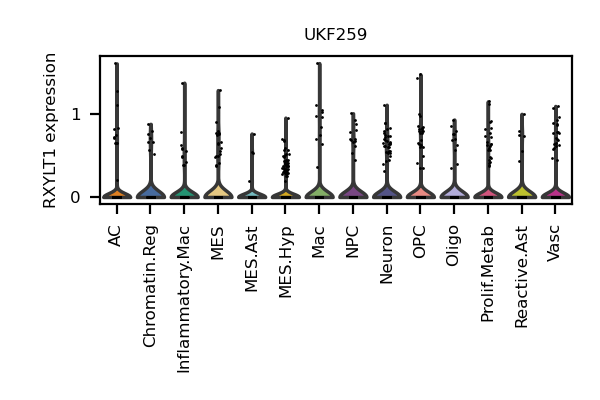 UKF259
RXYLT1 expression
1
0
AC
Chromatin.Reg
Inflammatory.Mac
MES
MES.Ast
MES.Hyp
Mac
NPC
Neuron
OPC
Oligo
Prolif.Metab
Reactive.Ast
Vasc